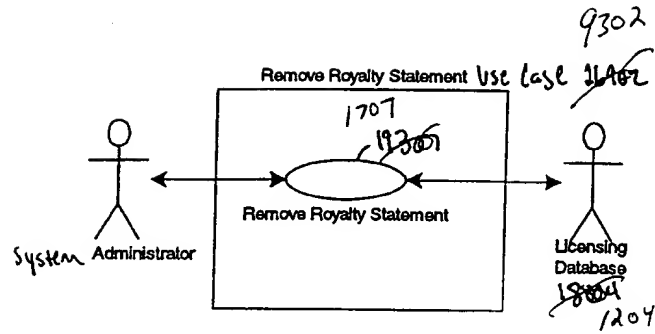 9302
Remove Royalty Statement Use Case
1707
Remove Royalty Statement
System Administrator
Licensing
Database
1204